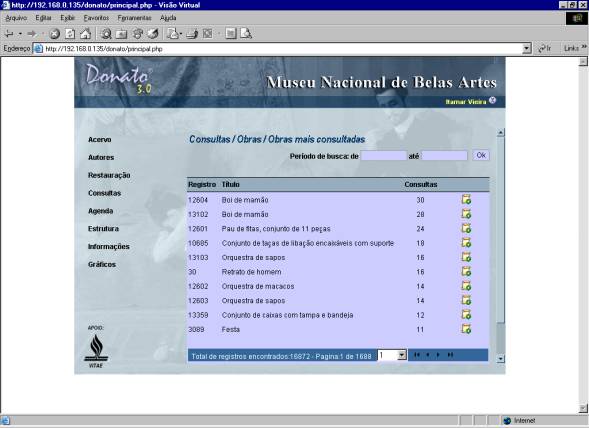 http://192.168.0.135/donato/principal.php - Visão Virtual
Arquivo Editar Exibir Favoritos Ferramentas Ajuda
Endereço http://192.168.0.135/donato/principal.php Ir Links »
Donato
3.0
Museu Nacional de Belas Artes
Itamar Vieira
Acervo
Autores
Restauração
Consultas
Agenda
Estrutura
Informações
Gráficos
APOIO:
VITAE
Consultas / Obras / Obras mais consultadas
Período de busca: de até Ok
Registro Título Consultas
12604 Boi de mamão 30
13102 Boi de mamão 28
12601 Pau de fitas, conjunto de 11 peças 24
10685 Conjunto de taças de libação encaixáveis com suporte 18
13103 Orquestra de sapos 16
30 Retrato de homem 16
12602 Orquestra de macacos 14
12603 Orquestra de sapos 14
13359 Conjunto de caixas com tampa e bandeja 12
3089 Festa 11
Total de registros encontrados:16872 - Pagina:1 de 1688 1
Internet